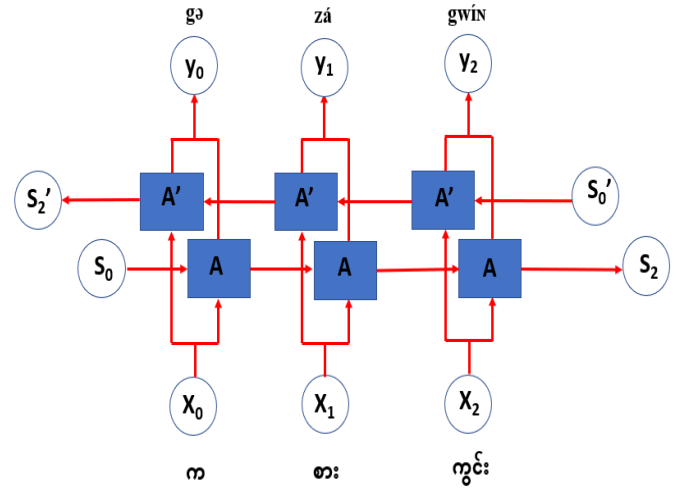 gə zá gwíɴ
y0 y1 y2
A' A' A'
S2' S0'
S0 A A A S2
X0 X1 X2
က စား ကွင်း